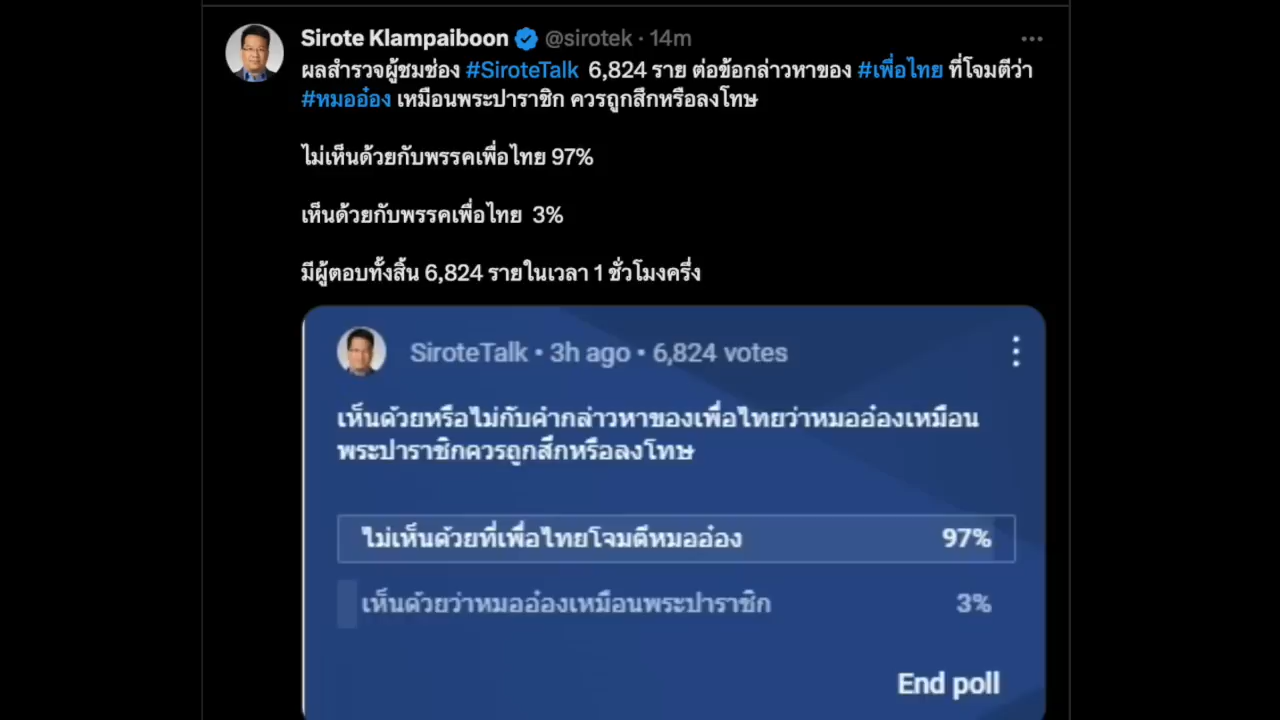 Sirote Klampaiboon @sirotek · 14m
ผลสำรวจผู้ชมช่อง #SiroteTalk 6,824 ราย ต่อข้อกล่าวหาของ #เพื่อไทย ที่โจมตีว่า
#หมออ๋อง เหมือนพระปาราชิก ควรถูกสึกหรือลงโทษ
ไม่เห็นด้วยกับพรรคเพื่อไทย 97%
เห็นด้วยกับพรรคเพื่อไทย 3%
มีผู้ตอบทั้งสิ้น 6,824 รายในเวลา 1 ชั่วโมงครึ่ง
SiroteTalk • 3h ago • 6,824 votes
เห็นด้วยหรือไม่กับคำกล่าวหาของเพื่อไทยว่าหมออ๋องเหมือน
พระปาราชิกควรถูกสึกหรือลงโทษ
ไม่เห็นด้วยที่เพื่อไทยโจมตีหมออ๋อง 97%
เห็นด้วยว่าหมออ๋องเหมือนพระปาราชิก 3%
End poll